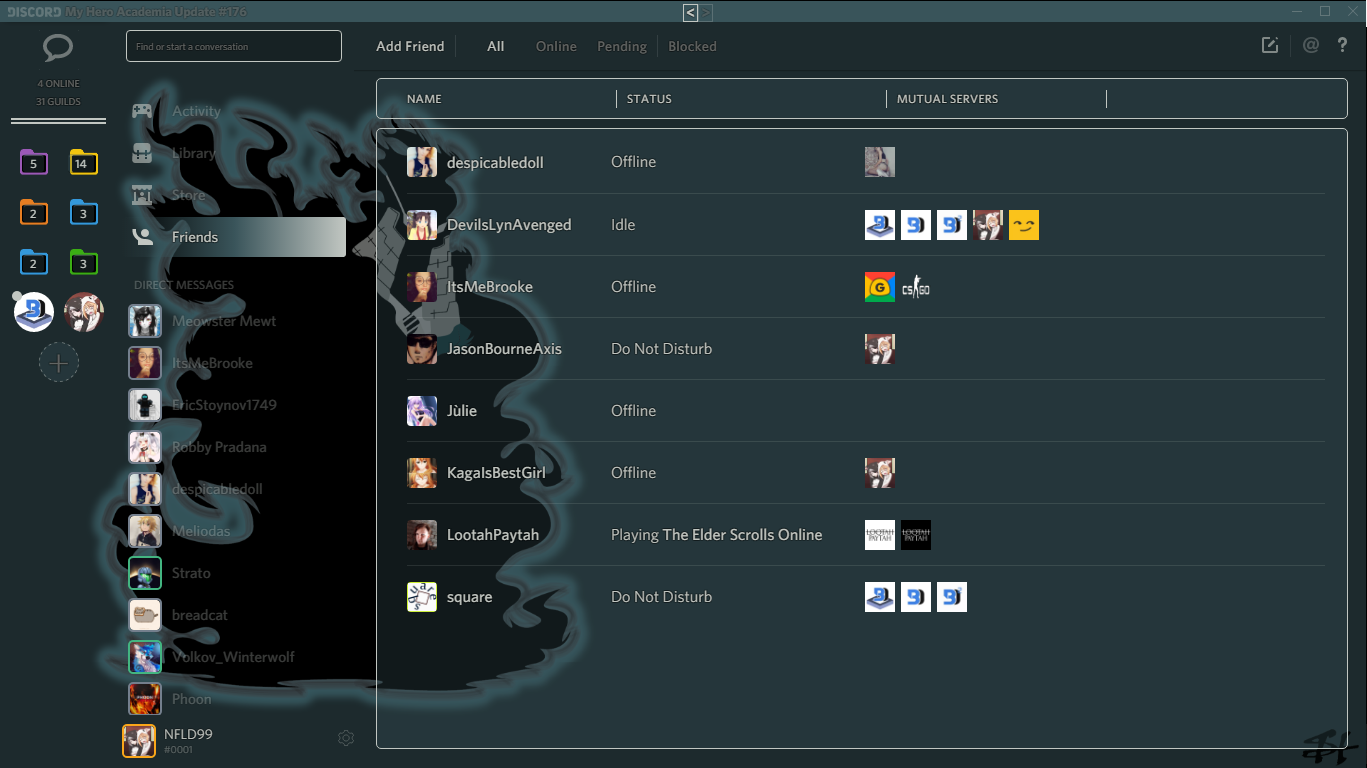 DISCORD My Hero Academia Update #176
< >
Find or start a conversation
Add Friend All Online Pending Blocked
@ ?
4 ONLINE
31 GUILDS
5 14
2 3
2 3
Activity
Library
Store
Friends
DIRECT MESSAGES
Meowster Mewt
ItsMeBrooke
EricStoynov1749
Robby Pradana
despicabledoll
Meliodas
Strato
breadcat
Volkov_Winterwolf
Phoon
NFLD99
#0001
NAME STATUS MUTUAL SERVERS
despicabledoll Offline
DevilsLynAvenged Idle
ItsMeBrooke Offline G CS GO
JasonBourneAxis Do Not Disturb
Jùlie Offline
KagaIsBestGirl Offline
LootahPaytah Playing The Elder Scrolls Online LOOTAH PAYTAH LOOTAH PAYTAH
square Do Not Disturb